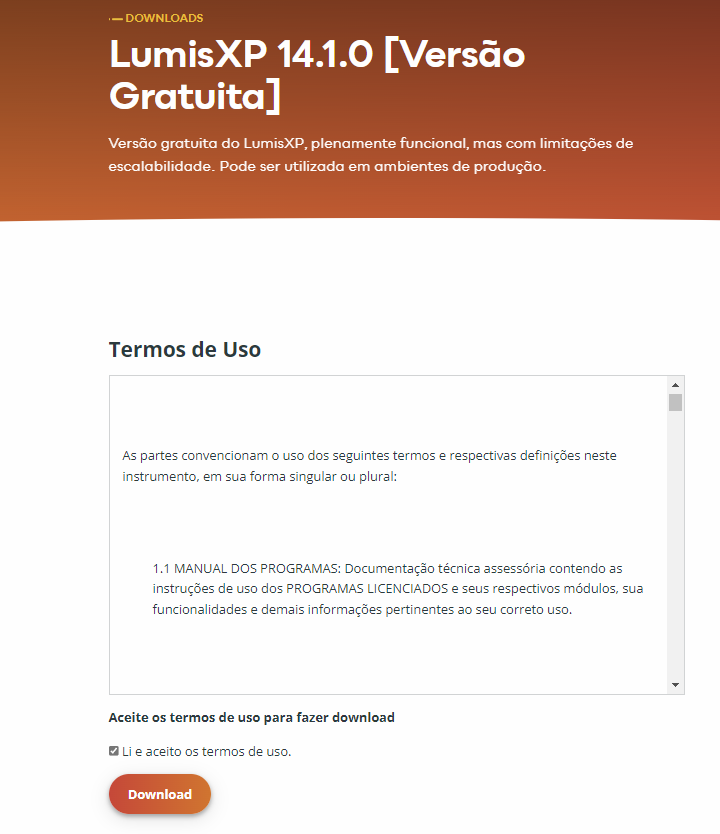 DOWNLOADS
LumisXP 14.1.0 [Versão
Gratuita]
Versão gratuita do LumisXP, plenamente funcional, mas com limitações de
escalabilidade. Pode ser utilizada em ambientes de produção.
Termos de Uso
As partes convencionam o uso dos seguintes termos e respectivas definições neste
instrumento, em sua forma singular ou plural:
1.1 MANUAL DOS PROGRAMAS: Documentação técnica assessória contendo as
instruções de uso dos PROGRAMAS LICENCIADOS e seus respectivos módulos, sua
funcionalidades e demais informações pertinentes ao seu correto uso.
Aceite os termos de uso para fazer download
Li e aceito os termos de uso.
Download